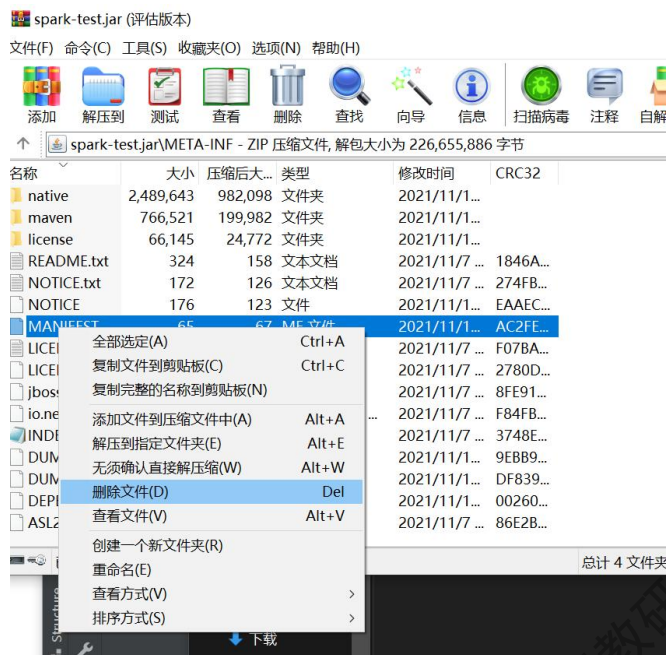 spark-test.jar (评估版本)
文件(F) 命令(C) 工具(S) 收藏夹(O) 选项(N) 帮助(H)
添加 解压到 测试 查看 删除 查找 向导 信息 扫描病毒 注释 自解
spark-test.jar\META-INF - ZIP 压缩文件, 解包大小为 226,655,886 字节
名称 大小 压缩后大... 类型 修改时间 CRC32
native 2,489,643 982,098 文件夹 2021/11/1...
maven 766,521 199,982 文件夹 2021/11/1...
license 66,145 24,772 文件夹 2021/11/1...
README.txt 324 158 文本文档 2021/11/7 ... 1846A...
NOTICE.txt 172 126 文本文档 2021/11/7 ... 274FB...
NOTICE 176 123 文件 2021/11/1... EAAEC...
MANIFEST 65 67 MF 文件 2021/11/1... AC2FE...
LICE 2021/11/7 ... F07BA...
LICE 2021/11/7 ... 2780D...
jbos 2021/11/7 ... 8FE91...
io.ne ... 2021/11/7 ... F84FB...
INDE 2021/11/7 ... 3748E...
DUM 2021/11/1... 9EBB9...
DUM 2021/11/1... DF839...
DEPE 2021/11/1... 00260...
ASL2 2021/11/7 ... 86E2B...
全部选定(A) Ctrl+A
复制文件到剪贴板(C) Ctrl+C
复制完整的名称到剪贴板(N)
添加文件到压缩文件中(A) Alt+A
解压到指定文件夹(E) Alt+E
无须确认直接解压缩(W) Alt+W
删除文件(D) Del
查看文件(V) Alt+V
创建一个新文件夹(R)
重命名(E)
查看方式(V)
排序方式(S)
总计 4 文件夹
Structure
下载